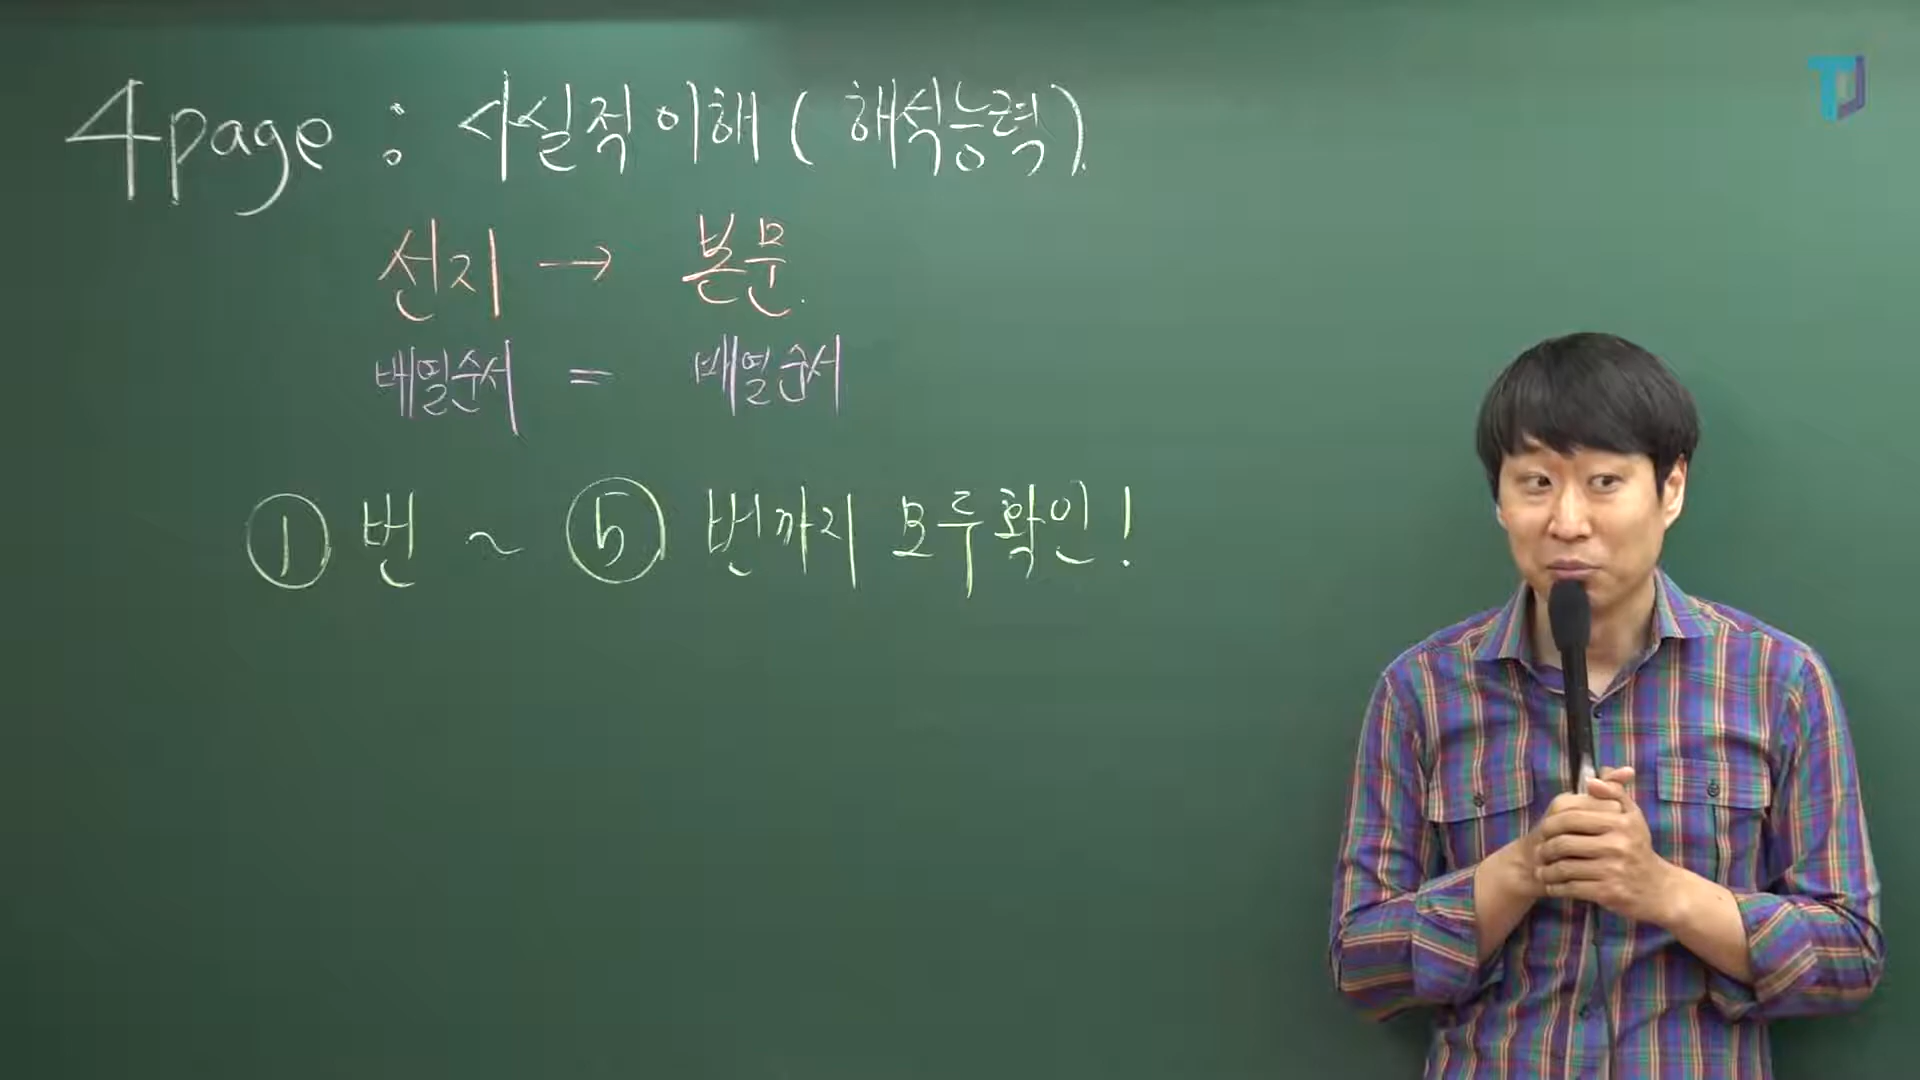 4page : 사실적 이해 ( 해석능력 ).
선지 → 본문.
배열순서 = 배열순서
① 번 ~ ⑤ 번까지 모두 확인!